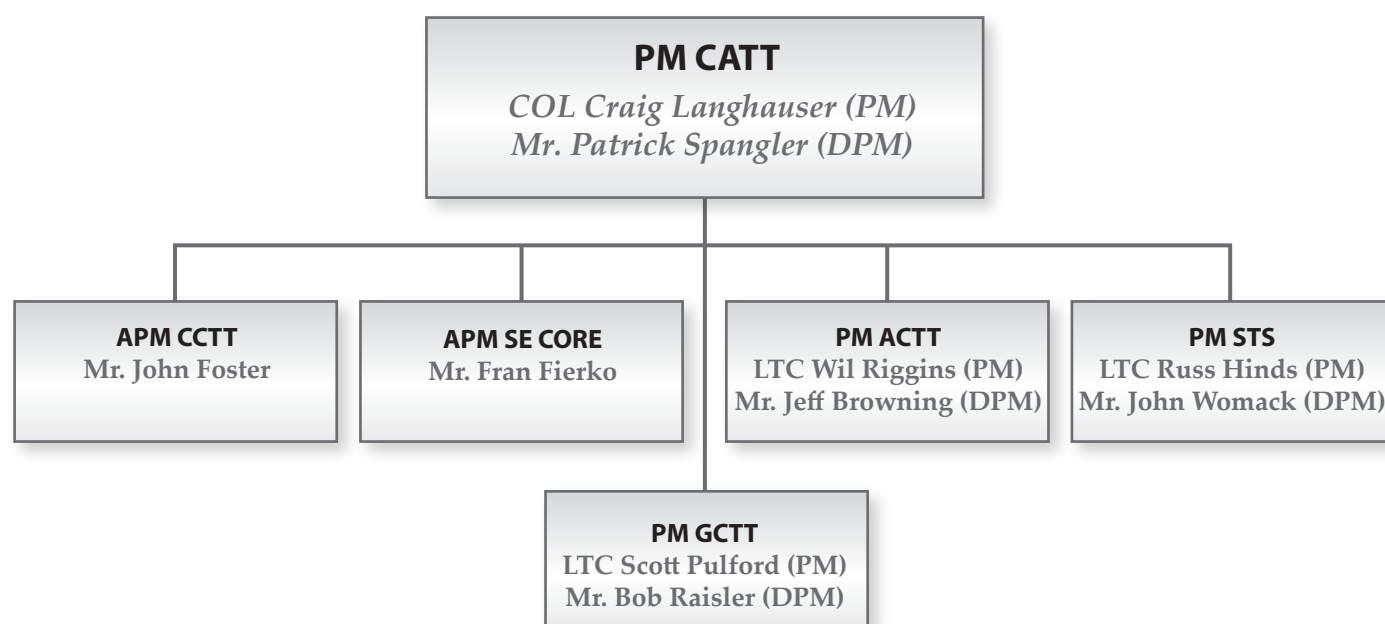 PM CATT
COL Craig Langhauser (PM)
Mr. Patrick Spangler (DPM)
APM CCTT
Mr. John Foster
APM SE CORE
Mr. Fran Fierko
PM ACTT
LTC Wil Riggins (PM)
Mr. Jeff Browning (DPM)
PM STS
LTC Russ Hinds (PM)
Mr. John Womack (DPM)
PM GCTT
LTC Scott Pulford (PM)
Mr. Bob Raisler (DPM)